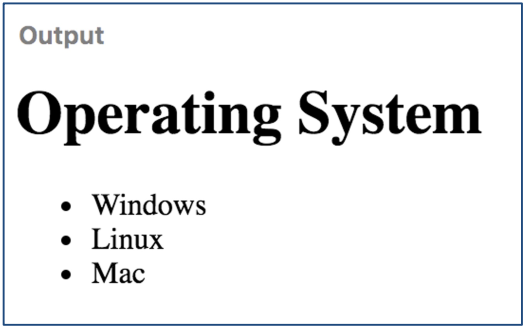 Output
Operating System
• Windows
• Linux
• Mac